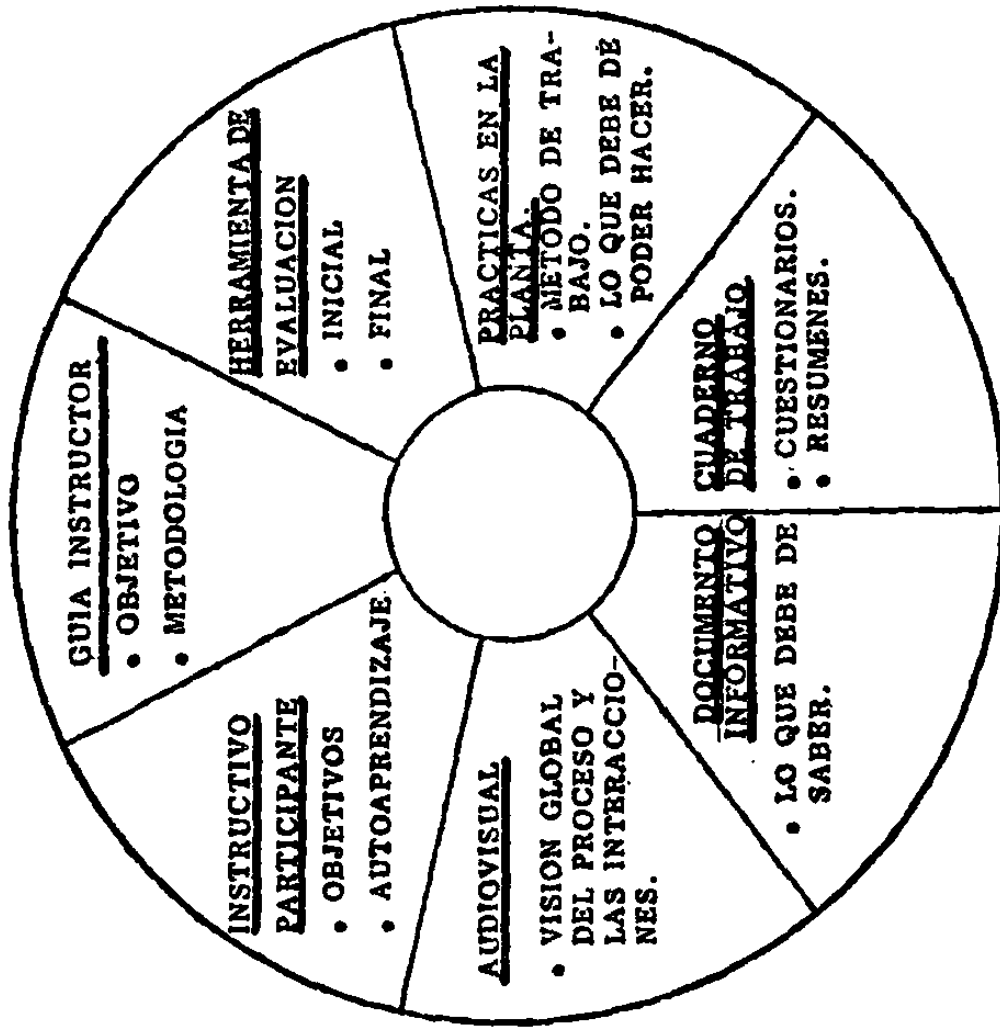 GUIA INSTRUCTOR
• OBJETIVO
• METODOLOGIA
HERRAMIENTA DE
EVALUACION
• INICIAL
• FINAL
PRACTICAS EN LA
PLANTA.
• METODO DE TRA-
BAJO.
• LO QUE DEBE DE
PODER HACER.
CUADERNO
DE TRABAJO
• CUESTIONARIOS.
• RESUMENES.
DOCUMENTO
INFORMATIVO
• LO QUE DEBE DE
SABER.
AUDIOVISUAL
• VISION GLOBAL
DEL PROCESO Y
LAS INTERACCIO-
NES.
INSTRUCTIVO
PARTICIPANTE
• OBJETIVOS
• AUTOAPRENDIZAJE